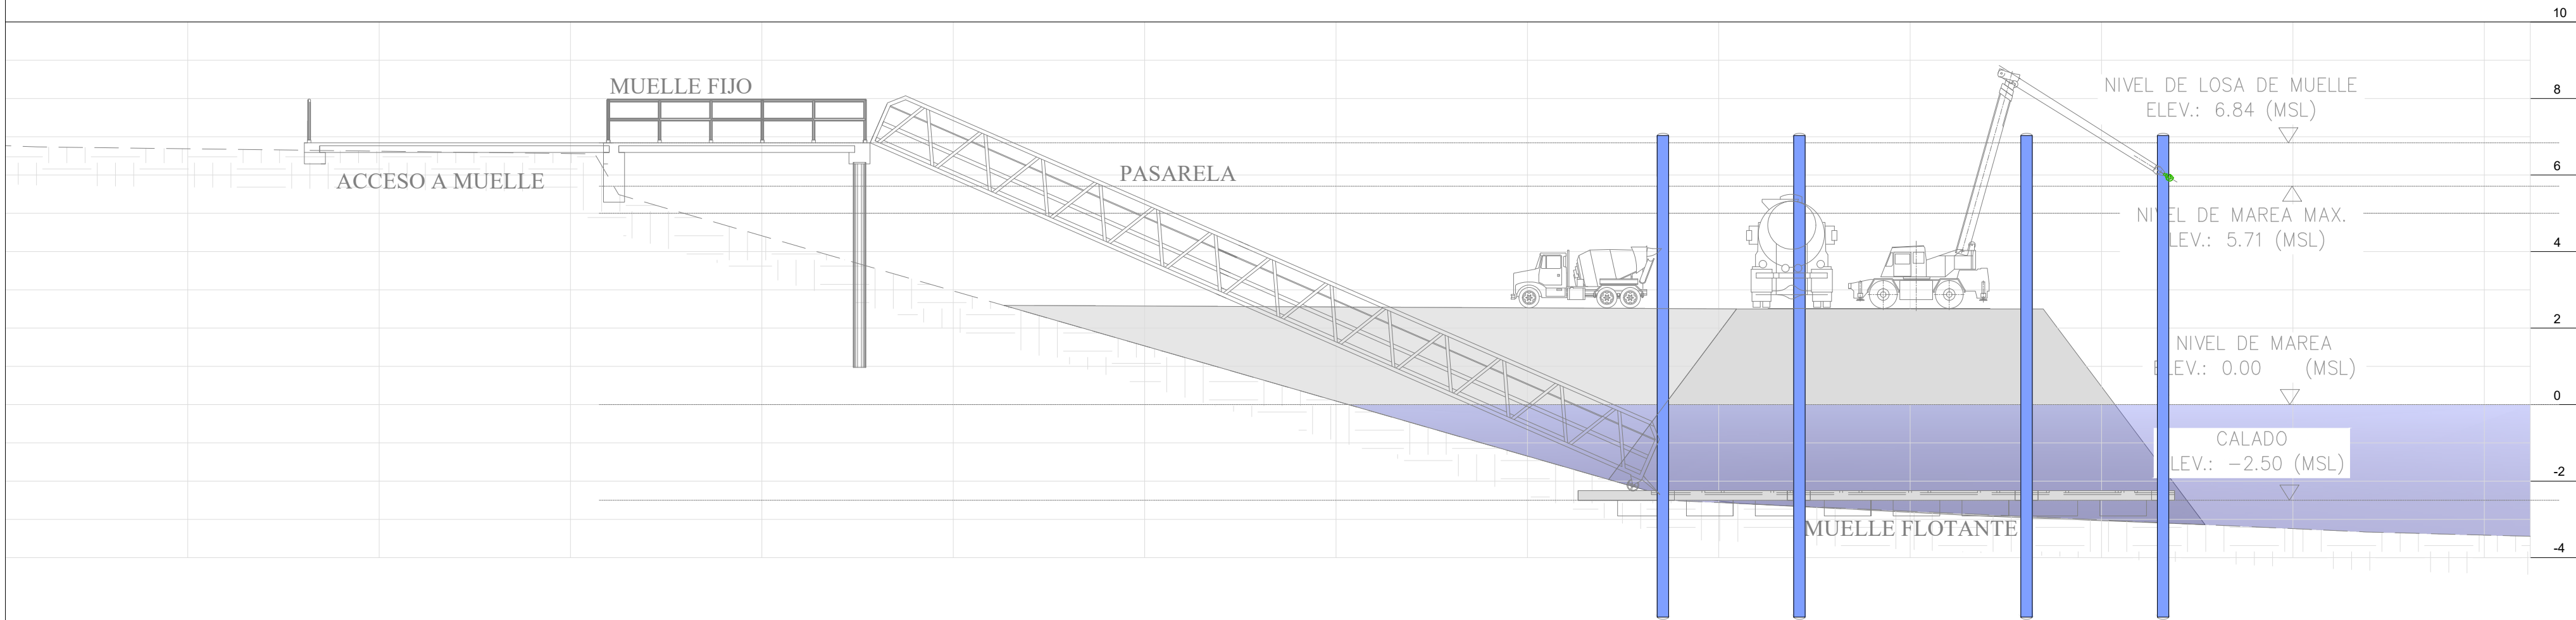 10
MUELLE FIJO
NIVEL DE LOSA DE MUELLE
ELEV.: 6.84 (MSL)
8
ACCESO A MUELLE
PASARELA
6
NIVEL DE MAREA MAX.
LEV.: 5.71 (MSL)
4
2
NIVEL DE MAREA
ELEV.: 0.00 (MSL)
0
CALADO
LEV.: -2.50 (MSL)
-2
MUELLE FLOTANTE
-4